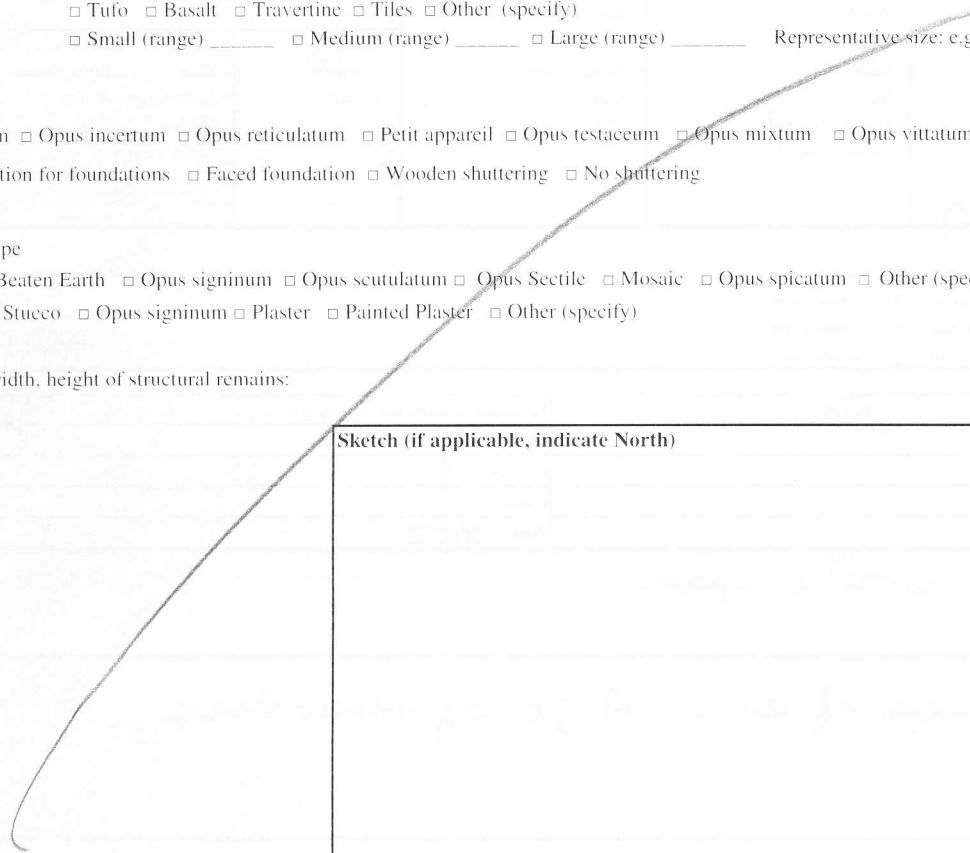 □ Tufo □ Basalt □ Travertine □ Tiles □ Other (specify)
□ Small (range) ______ □ Medium (range) ______ □ Large (range) _______ Representative size: e.g
n □ Opus incertum □ Opus reticulatum □ Petit appareil □ Opus testaceum □ Opus mixtum □ Opus vittatum
tion for foundations □ Faced foundation □ Wooden shuttering □ No shuttering
pe
Beaten Earth □ Opus signinum □ Opus scutulatum □ Opus Sectile □ Mosaic □ Opus spicatum □ Other (spec
Stucco □ Opus signinum □ Plaster □ Painted Plaster □ Other (specify)
idth, height of structural remains:
Sketch (if applicable, indicate North)